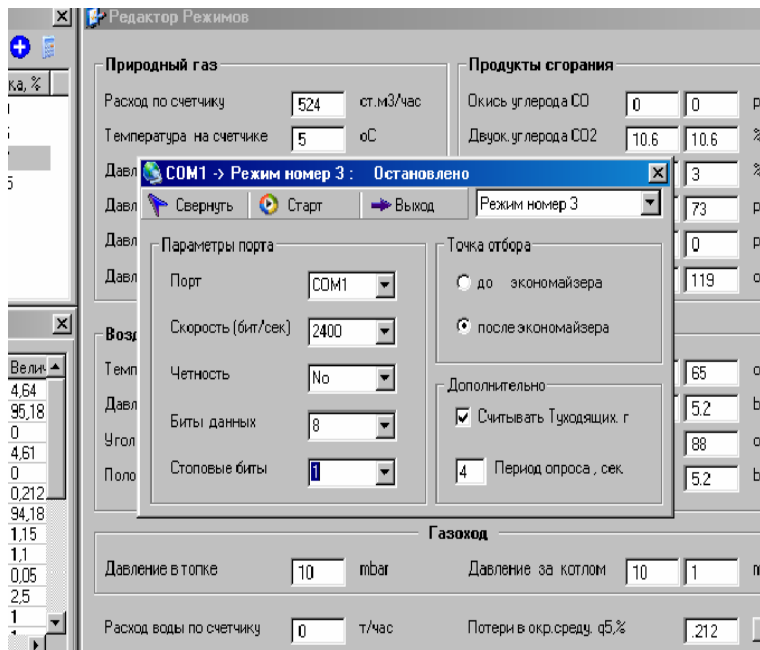 Редактор Режимов
ка, %
5
Природный газ
Расход по счетчику 524 ст.м3/час
Температура на счетчике 5 oC
Давл
Давл
Давл
Давл
Продукты сгорания
Окись углерода CO 0 0 p
Двуок.углерода CO2 10.6 10.6 %
3 %
73 p
0 p
119 o
COM1 -> Режим номер 3 : Остановлено
Свернуть Старт Выход Режим номер 3
Параметры порта
Порт COM1
Скорость (бит/сек) 2400
Четность No
Биты данных 8
Стоповые биты 1
Точка отбора
до экономайзера
после экономайзера
Дополнительно
Считывать Туходящих. г
4 Период опроса , сек.
Возд
Темп
Давл
Угол
Поло
65 o
5.2 b
88 o
5.2 b
Велич
4,64
95,18
0
4,61
0
0,212
94,18
1,15
1,1
0,05
2,5
1
Газоход
Давление в топке 10 mbar Давление за котлом 10 1 m
Расход воды по счетчику 0 т/час Потери в окр.среду. q5,% .212